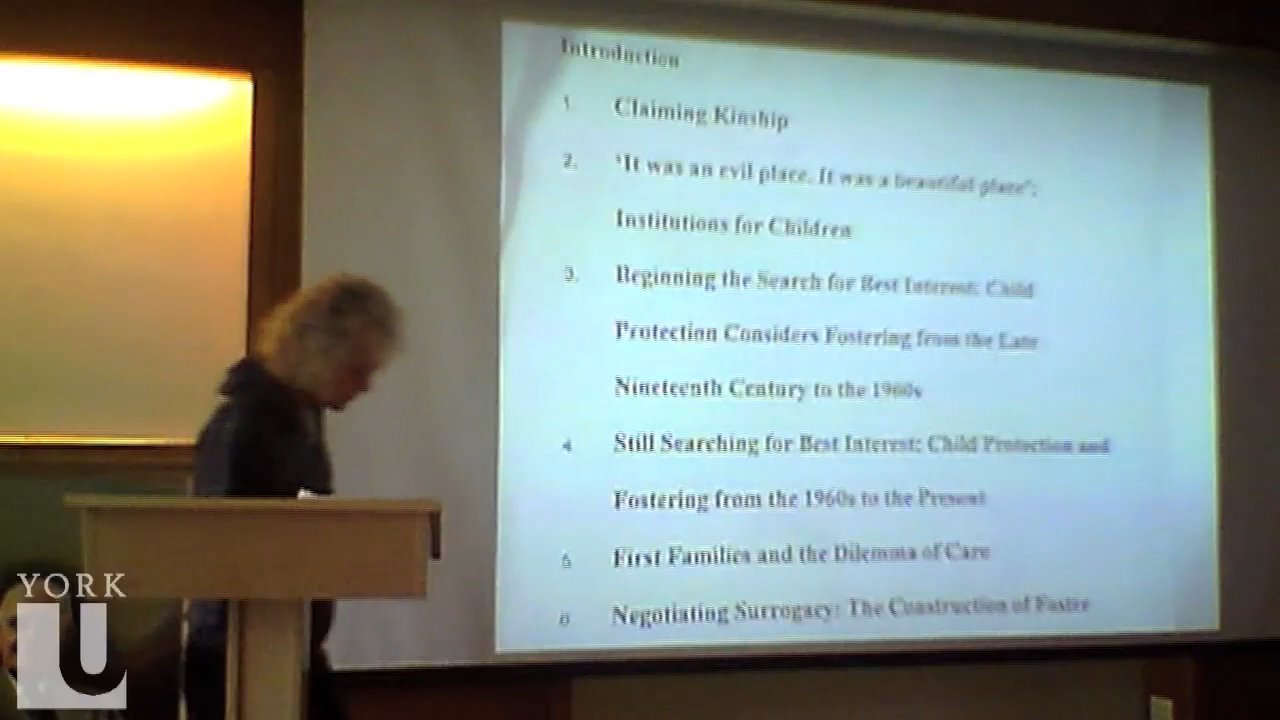 Introduction
1. Claiming Kinship
2. "It was an evil place. It was a beautiful place":
Institutions for Children
3. Beginning the Search for Best Interest: Child
Protection Considers Fostering from the Late
Nineteenth Century to the 1960s
4 Still Searching for Best Interest: Child Protection and
Fostering from the 1960s to the Present
5 First Families and the Dilemma of Care
6 Negotiating Surrogacy: The Construction of Foster
YORK
U